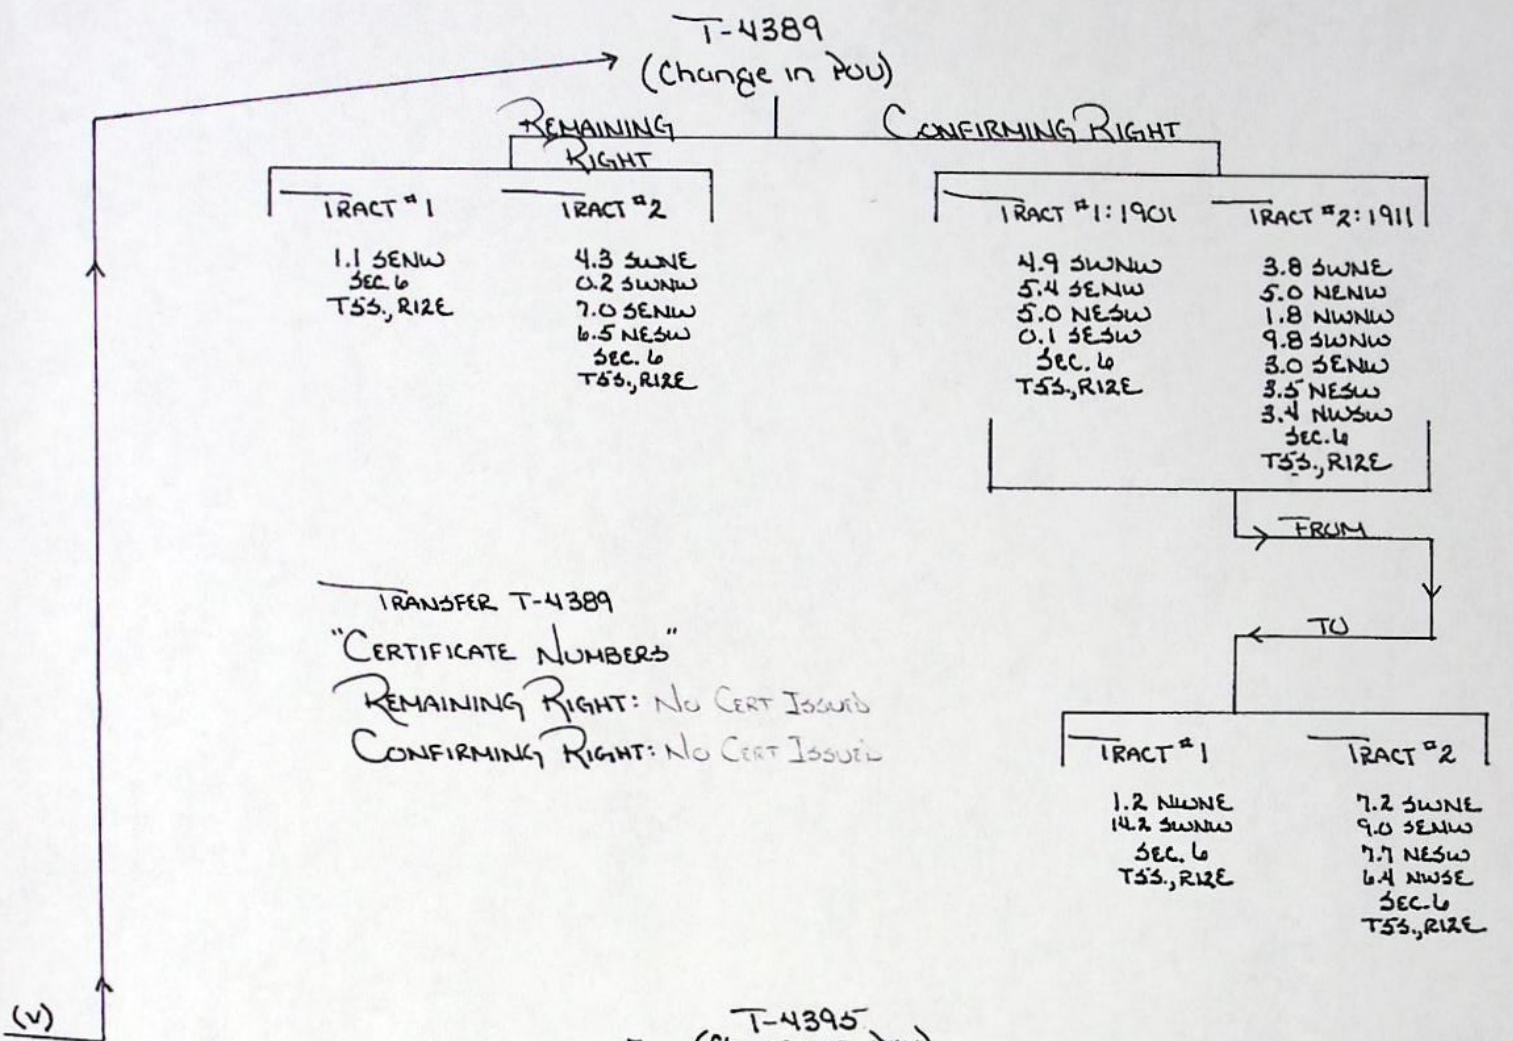 T-4389
(Change in POU)
REMAINING RIGHT
CONFIRMING RIGHT
TRACT #1
1.1 SENW
SEC. 6
T5S., R12E
TRACT #2
4.3 SWNE
0.2 SWNW
7.0 SENW
6.5 NESW
SEC. 6
T5S., R12E
TRACT #1: 1901
4.9 SWNW
5.4 SENW
5.0 NESW
0.1 SESW
SEC. 6
T5S., R12E
TRACT #2: 1911
3.8 SWNE
5.0 NENW
1.8 NWNW
9.8 SWNW
3.0 SENW
3.5 NESW
3.4 NWSW
SEC. 6
T5S., R12E
FROM
TO
TRANSFER T-4389
"CERTIFICATE NUMBERS"
REMAINING RIGHT: No CERT ISSUED
CONFIRMING RIGHT: No CERT ISSUED
TRACT #1
1.2 NWNE
14.2 SWNW
SEC. 6
T5S., R12E
TRACT #2
7.2 SWNE
9.0 SENW
7.7 NESW
6.4 NWSE
SEC. 6
T5S., R12E
(V)
T-4395